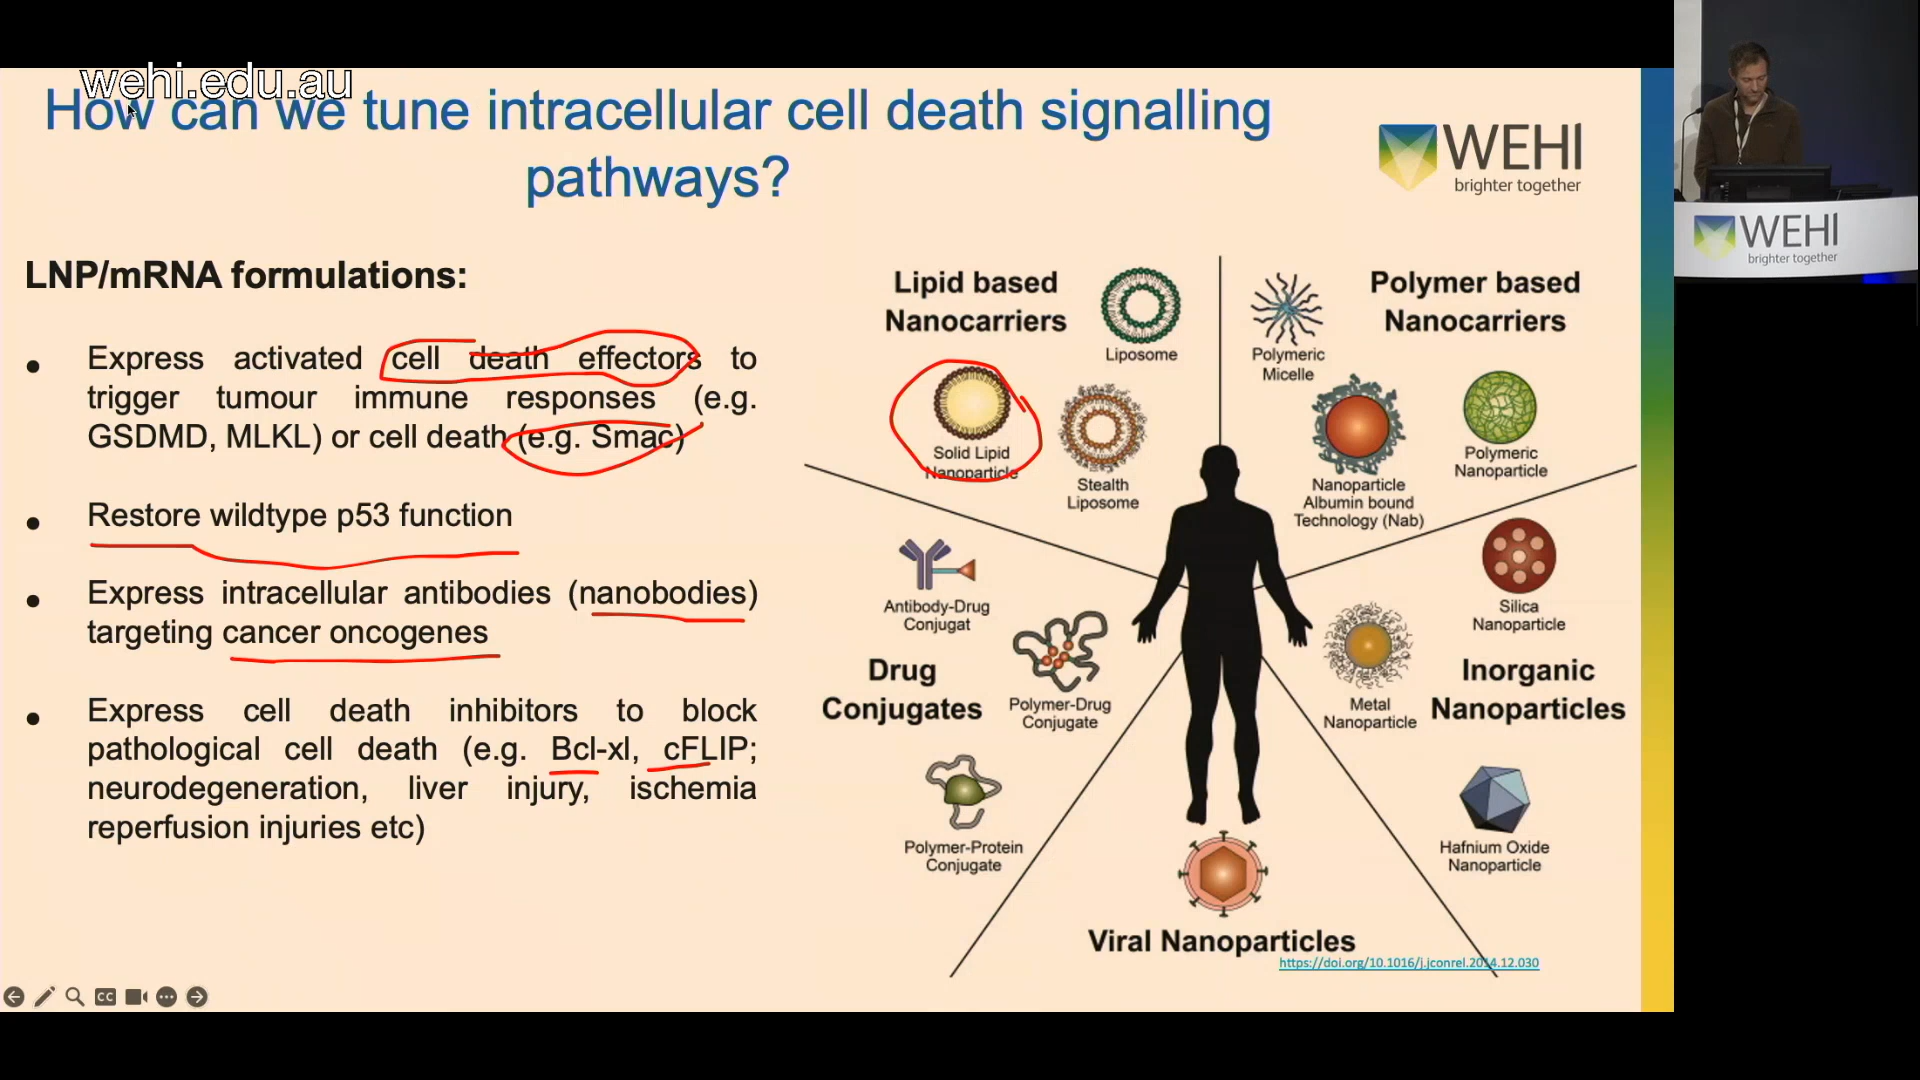 wehi.edu.au
How can we tune intracellular cell death signalling
pathways?
WEHI
brighter together
WEHI
brighter together
LNP/mRNA formulations:
• Express activated cell death effectors to
trigger tumour immune responses (e.g.
GSDMD, MLKL) or cell death (e.g. Smac)
• Restore wildtype p53 function
• Express intracellular antibodies (nanobodies)
targeting cancer oncogenes
• Express cell death inhibitors to block
pathological cell death (e.g. Bcl-xl, cFLIP;
neurodegeneration, liver injury, ischemia
reperfusion injuries etc)
Lipid based
Nanocarriers
Liposome
Solid Lipid
Nanoparticle
Stealth
Liposome
Polymer based
Nanocarriers
Polymeric
Micelle
Nanoparticle
Albumin bound
Technology (Nab)
Polymeric
Nanoparticle
Antibody-Drug
Conjugat
Drug
Conjugates
Polymer-Drug
Conjugate
Polymer-Protein
Conjugate
Silica
Nanoparticle
Metal
Nanoparticle
Inorganic
Nanoparticles
Hafnium Oxide
Nanoparticle
Viral Nanoparticles
https://doi.org/10.1016/j.jconrel.2014.12.030
CC